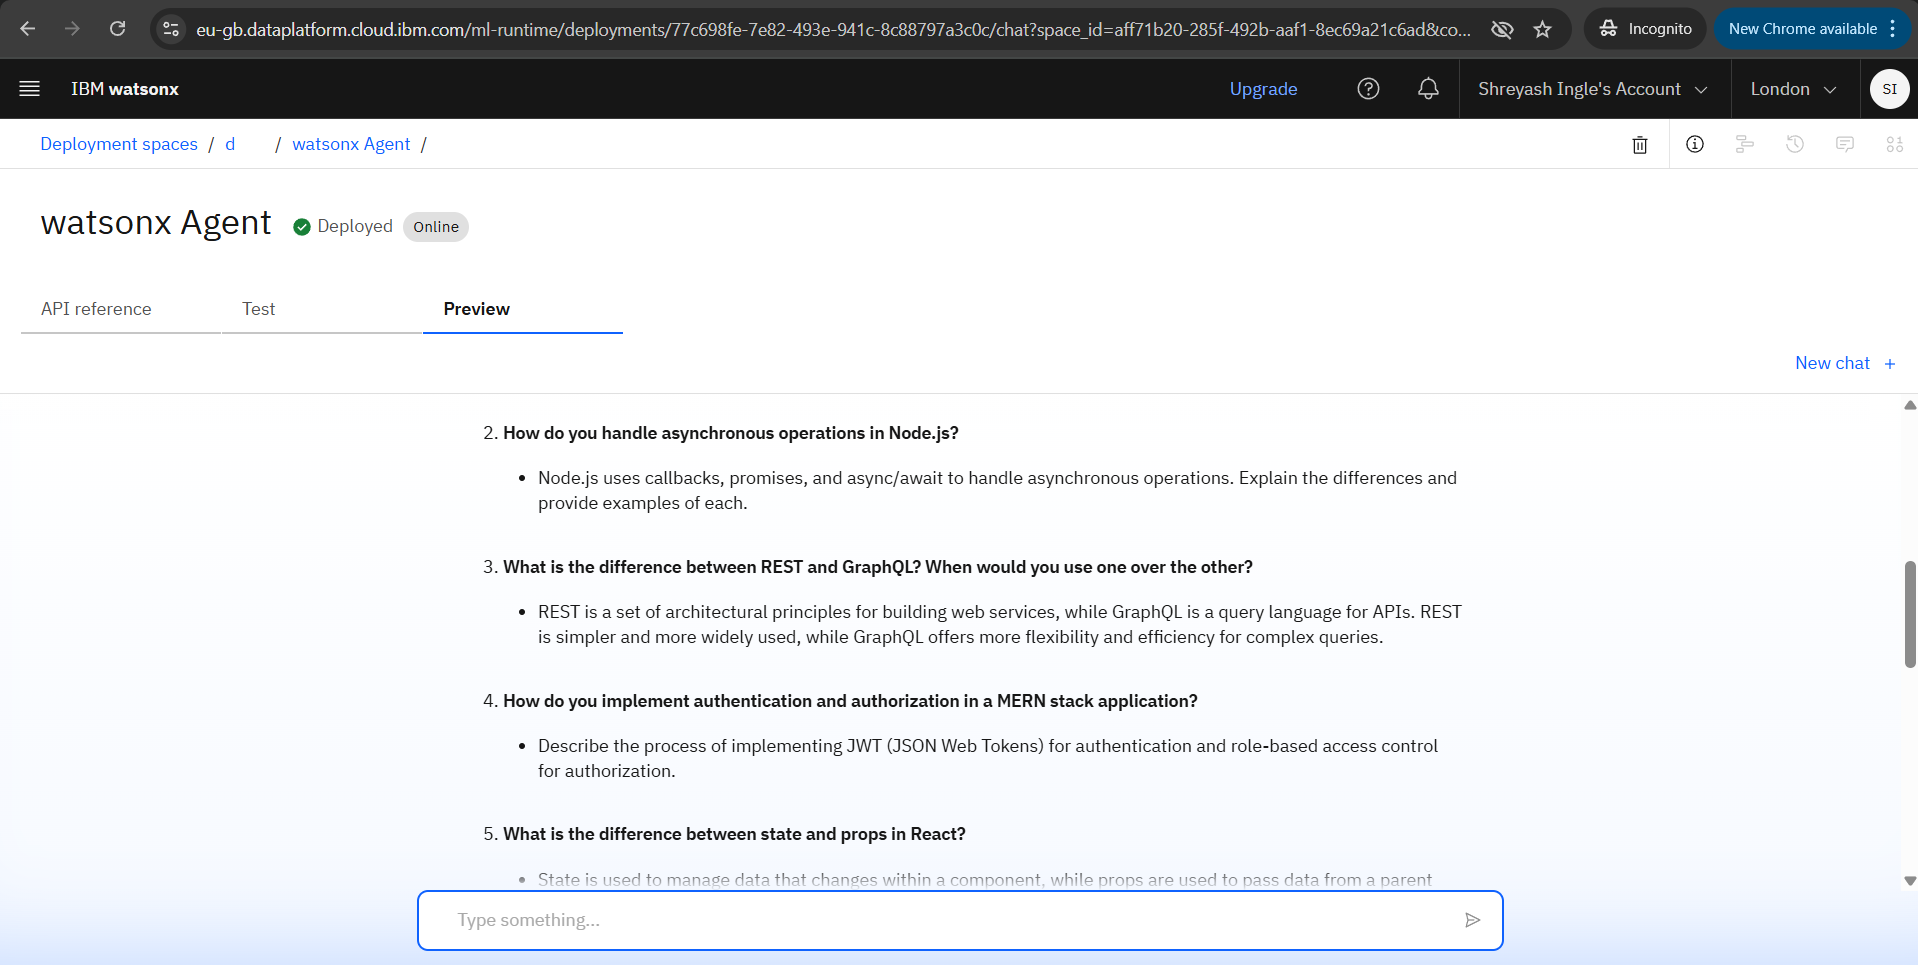 eu-gb.dataplatform.cloud.ibm.com/ml-runtime/deployments/77c698fe-7e82-493e-941c-8c88797a3c0c/chat?space_id=aff71b20-285f-492b-aaf1-8ec69a21c6ad&co... Incognito New Chrome available
IBM watsonx Upgrade Shreyash Ingle's Account London SI
Deployment spaces / d / watsonx Agent /
watsonx Agent Deployed Online
API reference Test Preview
New chat +
2. How do you handle asynchronous operations in Node.js?
• Node.js uses callbacks, promises, and async/await to handle asynchronous operations. Explain the differences and
provide examples of each.
3. What is the difference between REST and GraphQL? When would you use one over the other?
• REST is a set of architectural principles for building web services, while GraphQL is a query language for APIs. REST
is simpler and more widely used, while GraphQL offers more flexibility and efficiency for complex queries.
4. How do you implement authentication and authorization in a MERN stack application?
• Describe the process of implementing JWT (JSON Web Tokens) for authentication and role-based access control
for authorization.
5. What is the difference between state and props in React?
• State is used to manage data that changes within a component, while props are used to pass data from a parent
Type something...